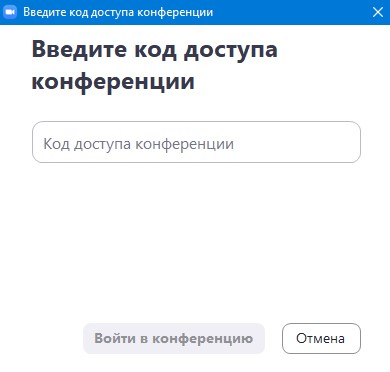 Введите код доступа конференции
Введите код доступа
конференции
Код доступа конференции
Войти в конференцию
Отмена